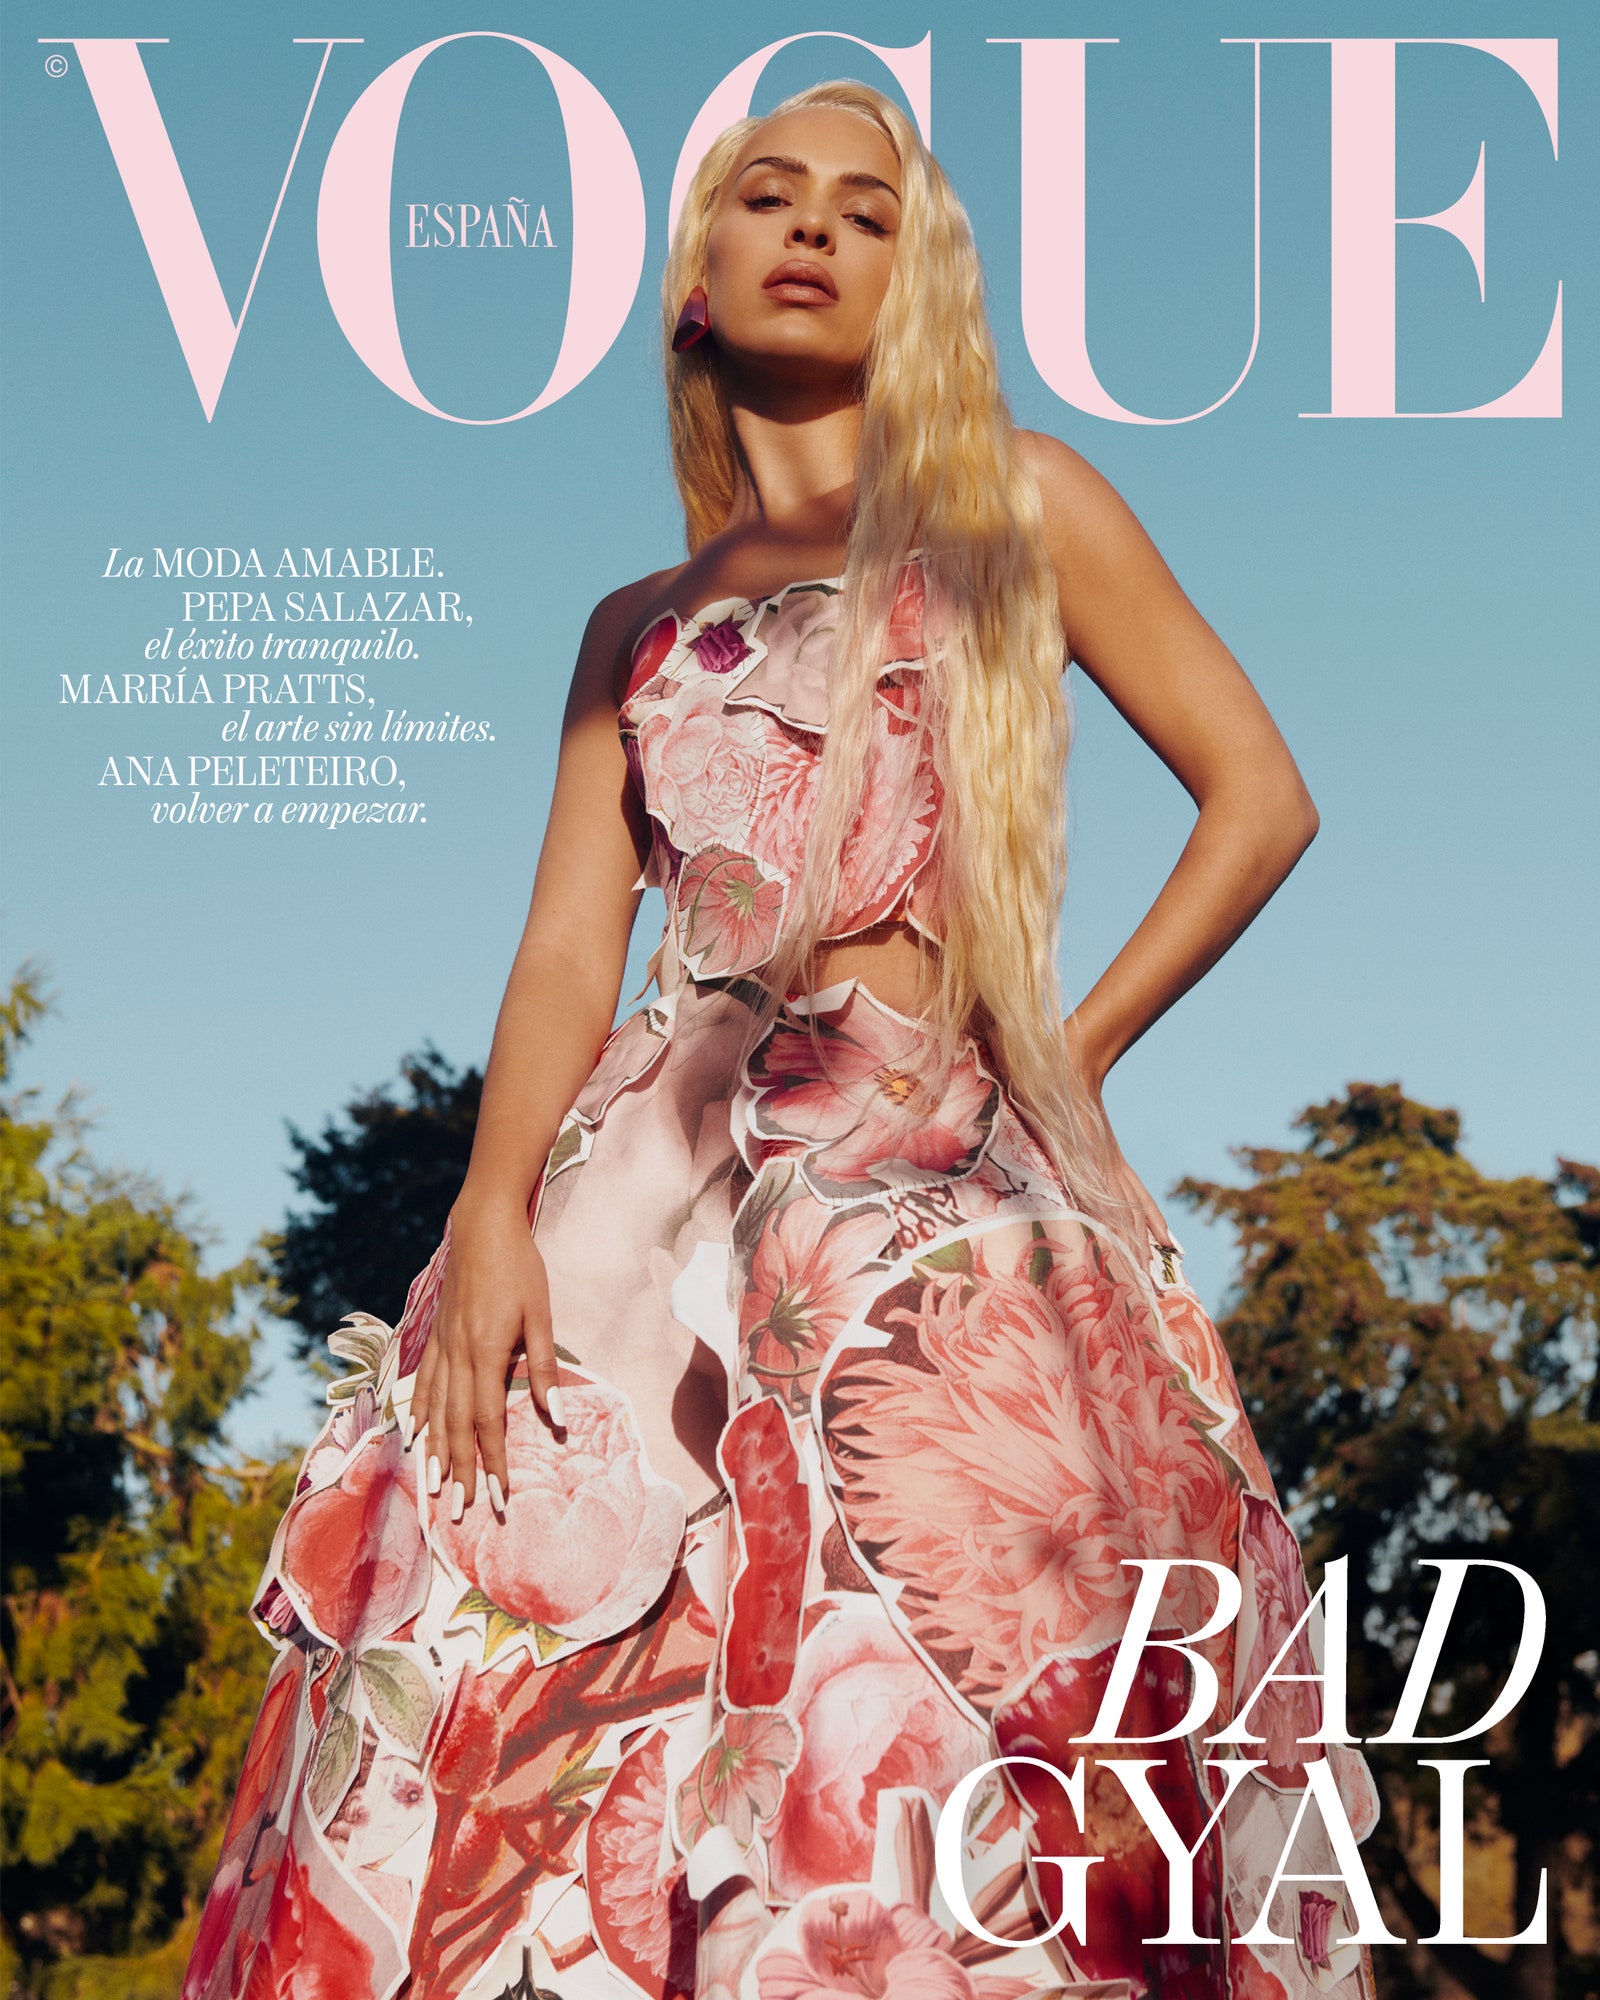 VOGUE
©
ESPAÑA
La MODA AMABLE.
PEPA SALAZAR,
el éxito tranquilo.
MARRÍA PRATTS,
el arte sin límites.
ANA PELETEIRO,
volver a empezar.
BAD
GYAL